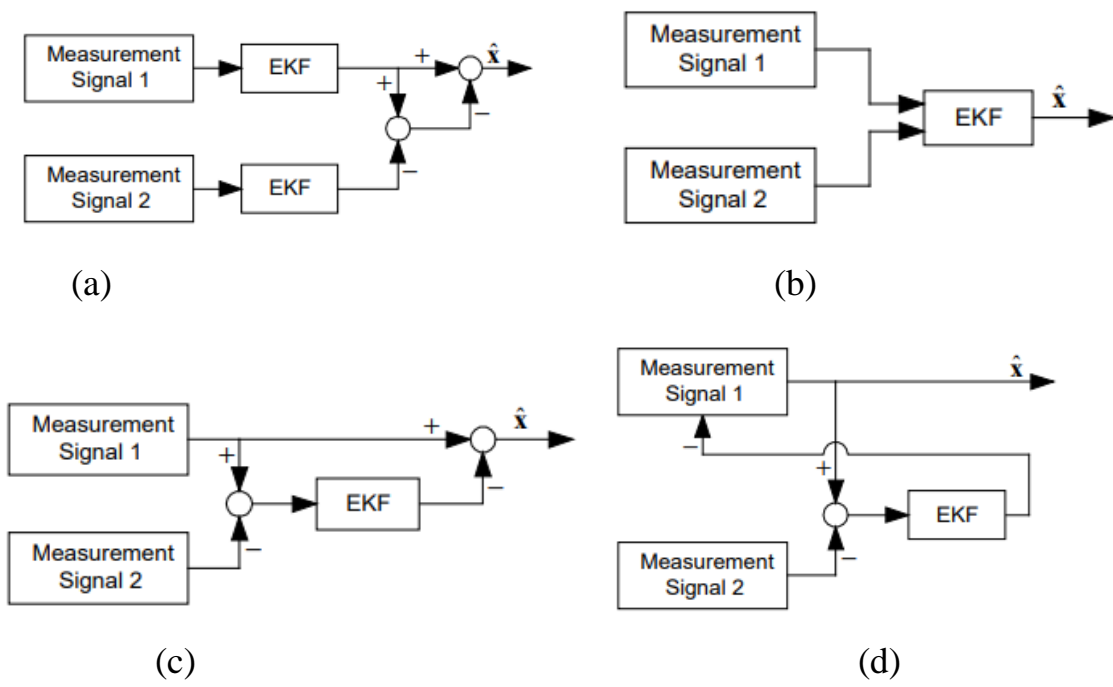 Measurement
Signal 1
EKF
+
+
x̂
−
Measurement
Signal 2
EKF
−
(a)
Measurement
Signal 1
EKF
x̂
Measurement
Signal 2
(b)
Measurement
Signal 1
+
+
x̂
EKF
−
Measurement
Signal 2
−
(c)
Measurement
Signal 1
x̂
−
+
EKF
Measurement
Signal 2
−
(d)